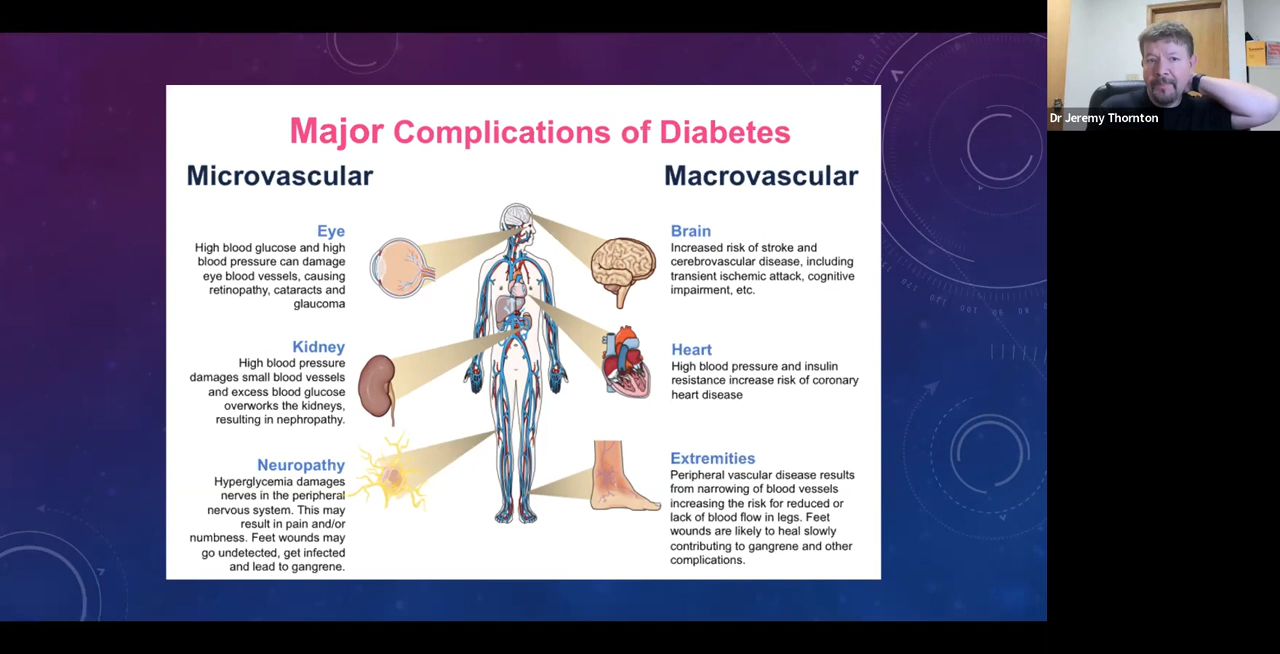 Major Complications of Diabetes
Microvascular
Eye
High blood glucose and high
blood pressure can damage
eye blood vessels, causing
retinopathy, cataracts and
glaucoma
Kidney
High blood pressure
damages small blood vessels
and excess blood glucose
overworks the kidneys,
resulting in nephropathy.
Neuropathy
Hyperglycemia damages
nerves in the peripheral
nervous system. This may
result in pain and/or
numbness. Feet wounds may
go undetected, get infected
and lead to gangrene.
Macrovascular
Brain
Increased risk of stroke and
cerebrovascular disease, including
transient ischemic attack, cognitive
impairment, etc.
Heart
High blood pressure and insulin
resistance increase risk of coronary
heart disease
Extremities
Peripheral vascular disease results
from narrowing of blood vessels
increasing the risk for reduced or
lack of blood flow in legs. Feet
wounds are likely to heal slowly
contributing to gangrene and other
complications.
Dr Jeremy Thornton